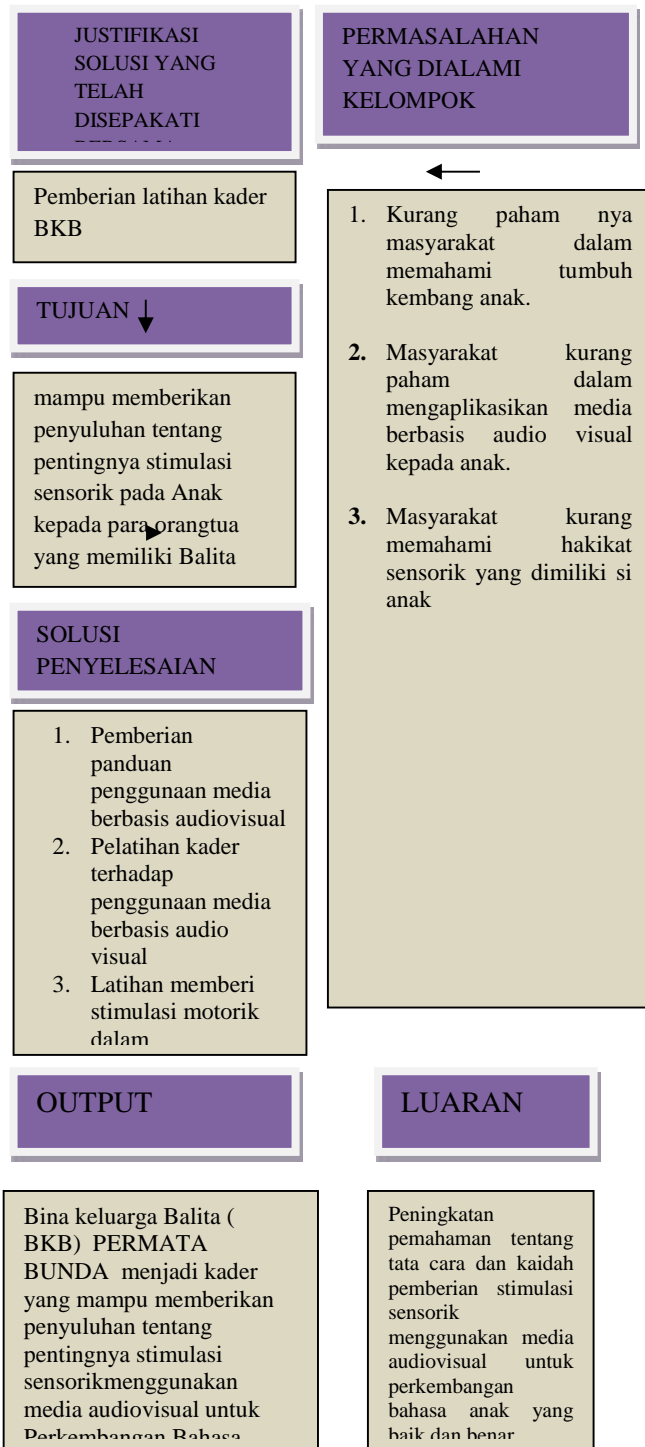 JUSTIFIKASI
SOLUSI YANG
TELAH
DISEPAKATI
PERMASALAHAN
YANG DIALAMI
KELOMPOK
Pemberian latihan kader
BKB
TUJUAN
mampu memberikan
penyuluhan tentang
pentingnya stimulasi
sensorik pada Anak
kepada para orangtua
yang memiliki Balita
1. Kurang paham nya
masyarakat dalam
memahami tumbuh
kembang anak.
2. Masyarakat kurang
paham dalam
mengaplikasikan media
berbasis audio visual
kepada anak.
3. Masyarakat kurang
memahami hakikat
sensorik yang dimiliki si
anak
SOLUSI
PENYELESAIAN
1. Pemberian
panduan
penggunaan media
berbasis audiovisual
2. Pelatihan kader
terhadap
penggunaan media
berbasis audio
visual
3. Latihan memberi
stimulasi motorik
dalam
OUTPUT
LUARAN
Bina keluarga Balita (
BKB) PERMATA
BUNDA menjadi kader
yang mampu memberikan
penyuluhan tentang
pentingnya stimulasi
sensorikmenggunakan
media audiovisual untuk
Perkembangan Bahasa
Peningkatan
pemahaman tentang
tata cara dan kaidah
pemberian stimulasi
sensorik
menggunakan media
audiovisual untuk
perkembangan
bahasa anak yang
baik dan benar